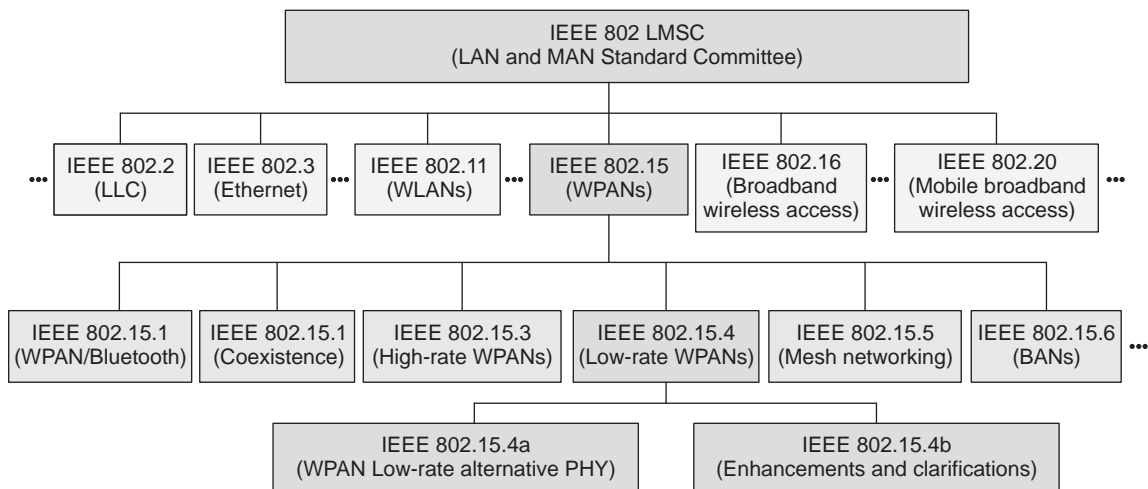 IEEE 802 LMSC
(LAN and MAN Standard Committee)
IEEE 802.2
(LLC)
IEEE 802.3
(Ethernet)
IEEE 802.11
(WLANs)
IEEE 802.15
(WPANs)
IEEE 802.16
(Broadband
wireless access)
IEEE 802.20
(Mobile broadband
wireless access)
IEEE 802.15.1
(WPAN/Bluetooth)
IEEE 802.15.1
(Coexistence)
IEEE 802.15.3
(High-rate WPANs)
IEEE 802.15.4
(Low-rate WPANs)
IEEE 802.15.5
(Mesh networking)
IEEE 802.15.6
(BANs)
IEEE 802.15.4a
(WPAN Low-rate alternative PHY)
IEEE 802.15.4b
(Enhancements and clarifications)